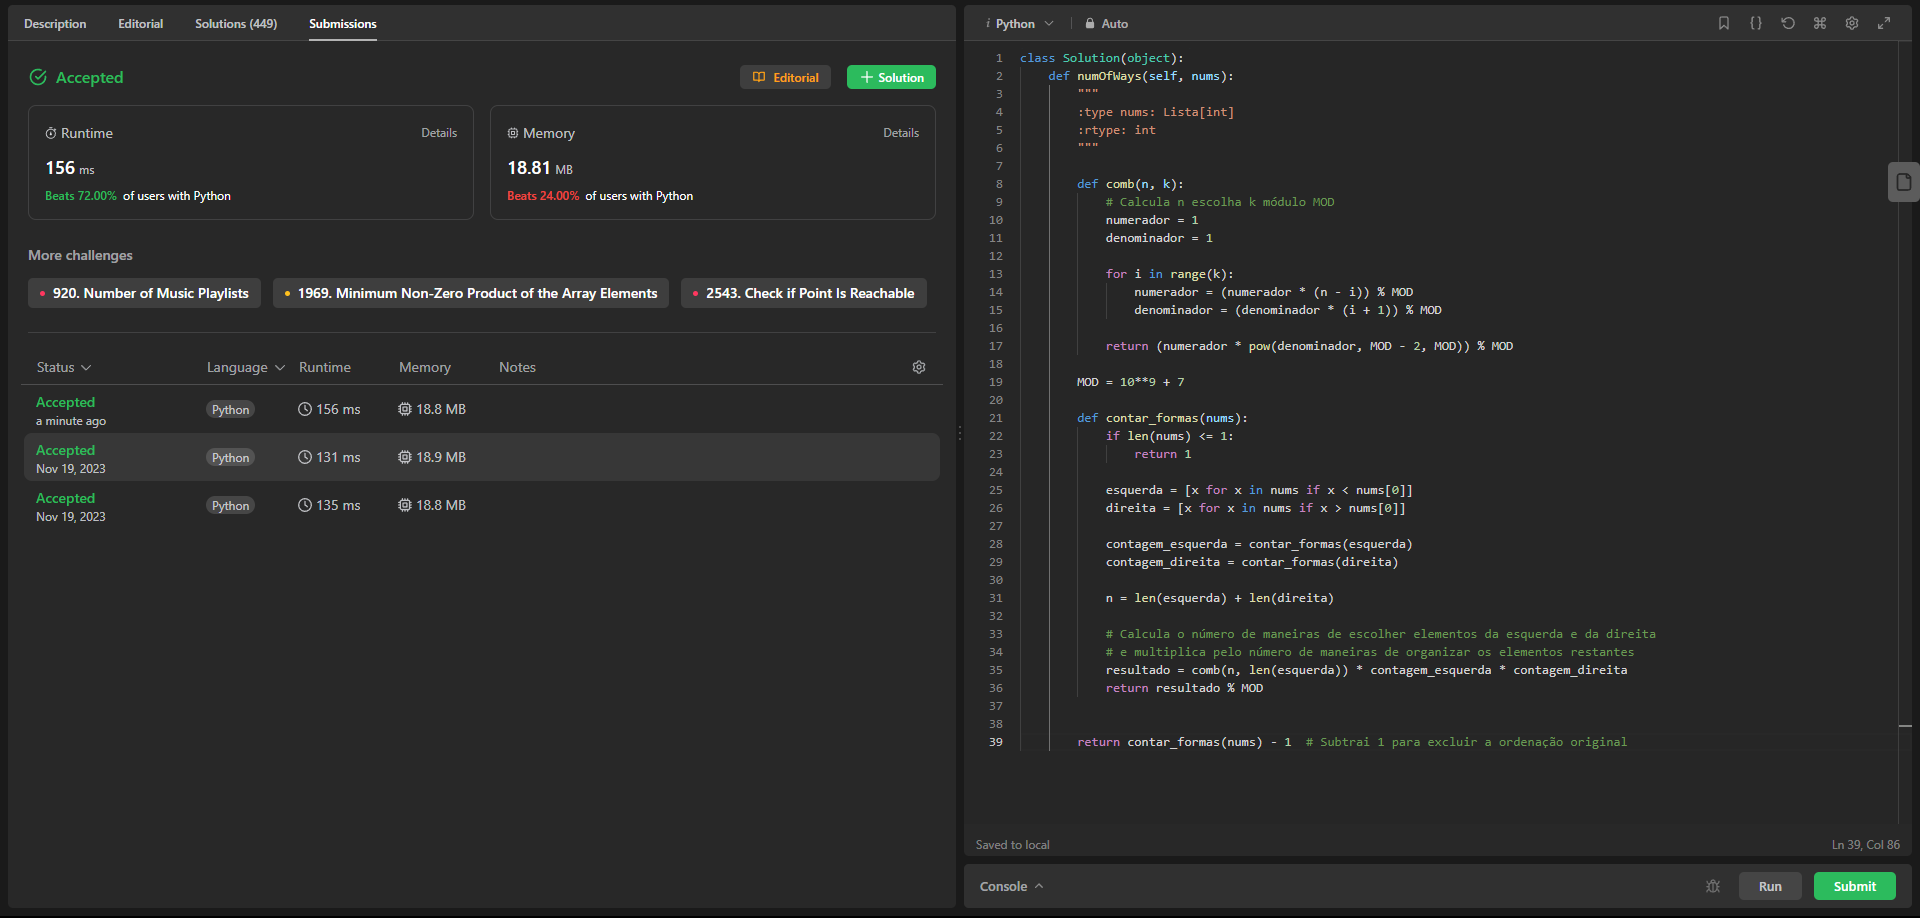 Description Editorial Solutions (449) Submissions
Accepted
Editorial
Solution
Runtime Details
156 ms
Beats 72.00% of users with Python
Memory Details
18.81 MB
Beats 24.00% of users with Python
More challenges
920. Number of Music Playlists
1969. Minimum Non-Zero Product of the Array Elements
2543. Check if Point Is Reachable
Status Language Runtime Memory Notes
Accepted
a minute ago
Python 156 ms 18.8 MB
Accepted
Nov 19, 2023
Python 131 ms 18.9 MB
Accepted
Nov 19, 2023
Python 135 ms 18.8 MB
i Python Auto
1 class Solution(object):
2 def numOfWays(self, nums):
3 """
4 :type nums: Lista[int]
5 :rtype: int
6 """
7
8 def comb(n, k):
9 # Calcula n escolha k módulo MOD
10 numerador = 1
11 denominador = 1
12
13 for i in range(k):
14 numerador = (numerador * (n - i)) % MOD
15 denominador = (denominador * (i + 1)) % MOD
16
17 return (numerador * pow(denominador, MOD - 2, MOD)) % MOD
18
19 MOD = 10**9 + 7
20
21 def contar_formas(nums):
22 if len(nums) <= 1:
23 return 1
24
25 esquerda = [x for x in nums if x < nums[0]]
26 direita = [x for x in nums if x > nums[0]]
27
28 contagem_esquerda = contar_formas(esquerda)
29 contagem_direita = contar_formas(direita)
30
31 n = len(esquerda) + len(direita)
32
33 # Calcula o número de maneiras de escolher elementos da esquerda e da direita
34 # e multiplica pelo número de maneiras de organizar os elementos restantes
35 resultado = comb(n, len(esquerda)) * contagem_esquerda * contagem_direita
36 return resultado % MOD
37
38
39 return contar_formas(nums) - 1 # Subtrai 1 para excluir a ordenação original
Saved to local Ln 39, Col 86
Console Run Submit